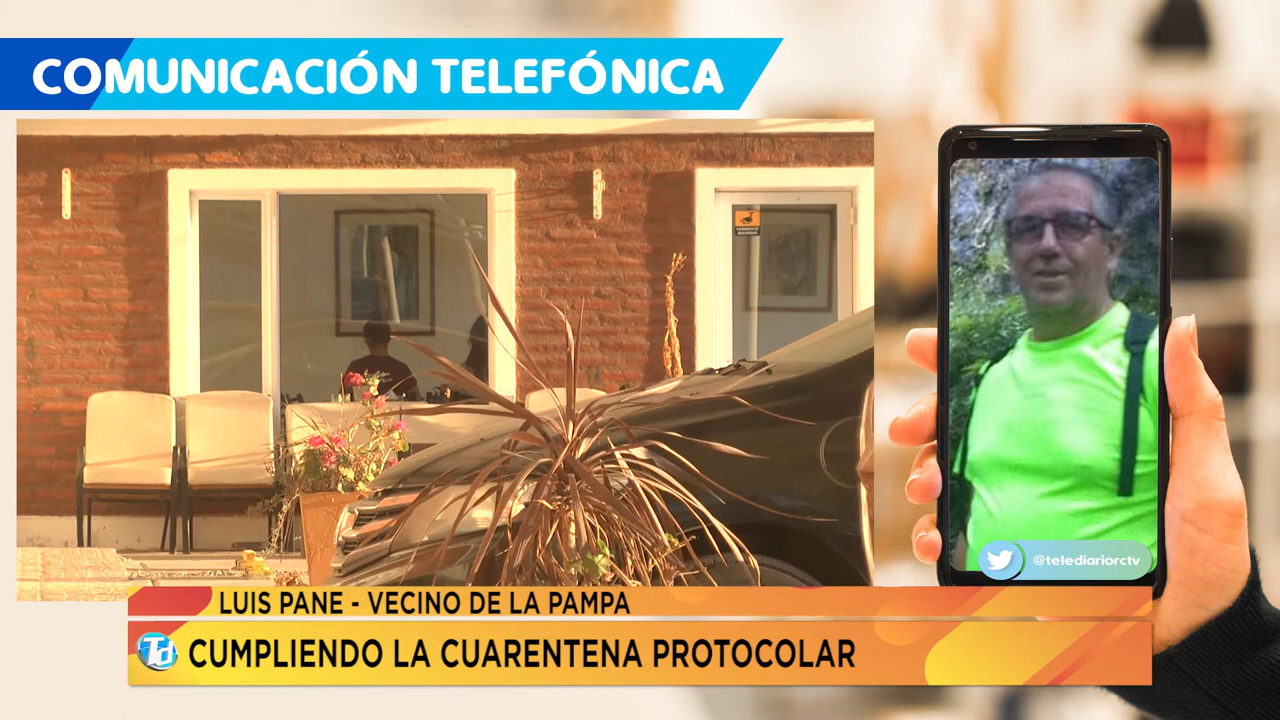 COMUNICACIÓN TELEFÓNICA
@telediariorctv
LUIS PANE - VECINO DE LA PAMPA
Td
CUMPLIENDO LA CUARENTENA PROTOCOLAR